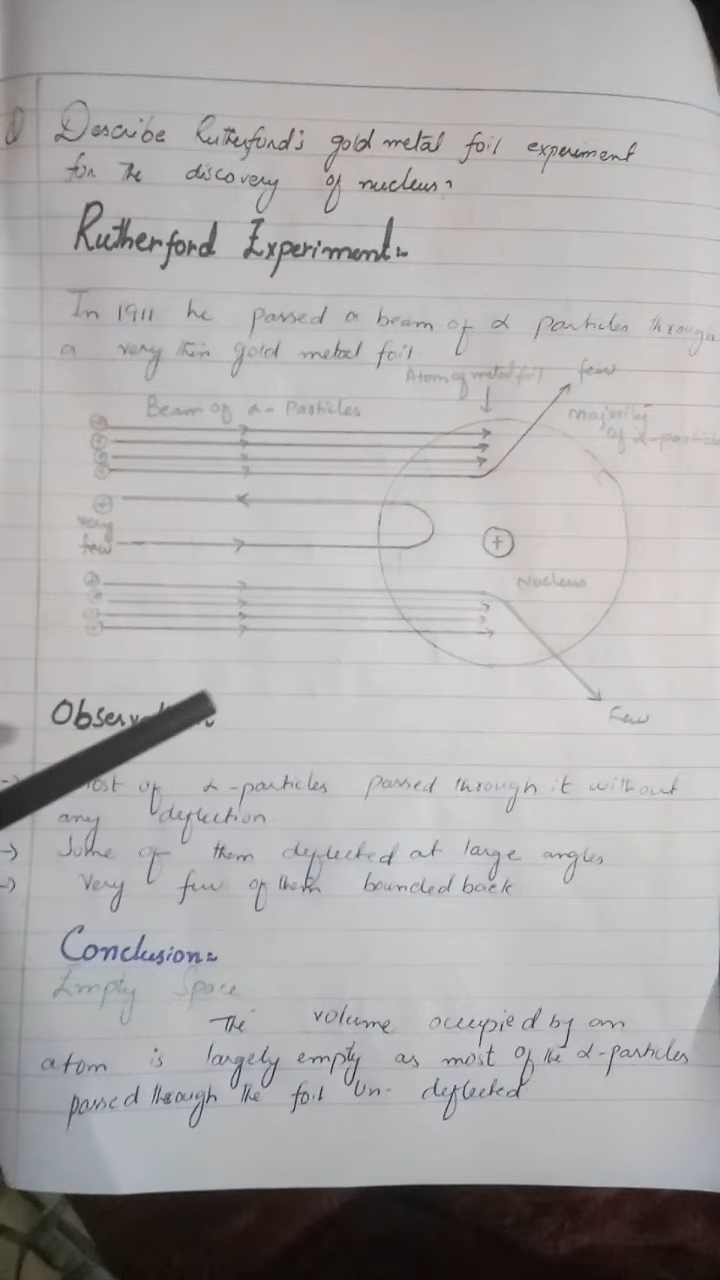 Describe Rutherford's gold metal foil experiment
for the discovery of nucleus?
Rutherford Experiment:
In 1911 he passed a beam of α particles through
a very thin gold metal foil
Atom of metal foil
few
Beam of α-Particles
majority
of α-particle
+
very
few
+
Nucleus
Few
Obser
→ Most of α-particles passed through it without
any deflection
→ Some of them deflected at large angles
→ Very few of them bounded back
Conclusion:
Empty Space
The volume occupied by an
atom is largely empty as most of the α-particles
passed through the foil un-deflected